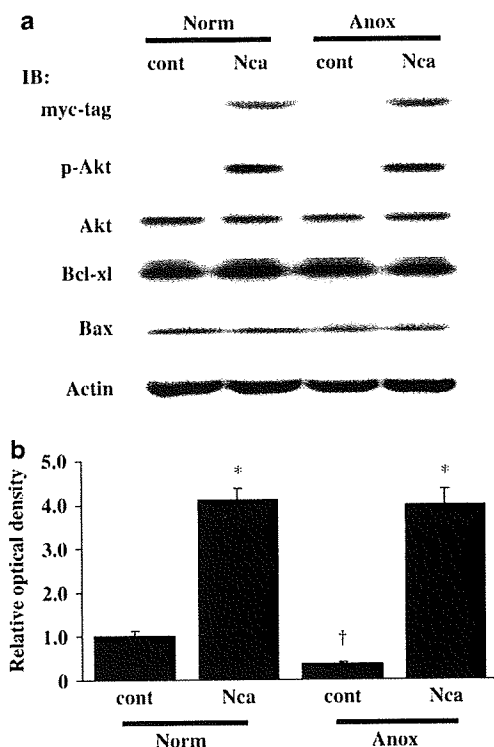 a
Norm Anox
cont Nca cont Nca
IB:
myc-tag
p-Akt
Akt
Bcl-xl
Bax
Actin
b
Relative optical density
5.0
4.0
3.0
2.0
1.0
0
* † *
cont Nca cont Nca
Norm Anox